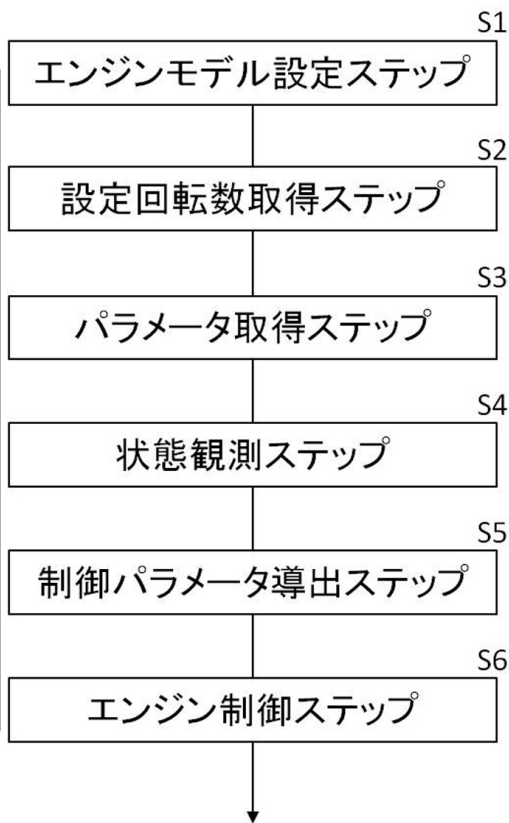 S1
エンジンモデル設定ステップ
S2
設定回転数取得ステップ
S3
パラメータ取得ステップ
S4
状態観測ステップ
S5
制御パラメータ導出ステップ
S6
エンジン制御ステップ